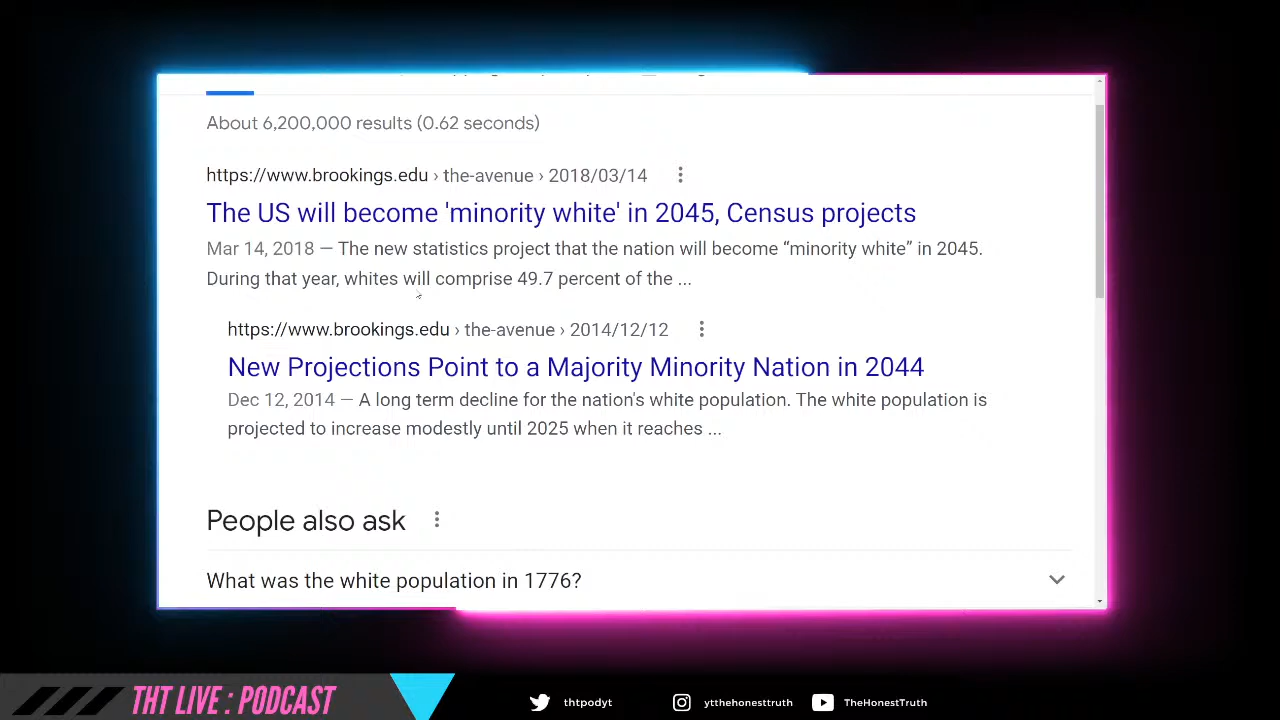 About 6,200,000 results (0.62 seconds)
https://www.brookings.edu › the-avenue › 2018/03/14
The US will become 'minority white' in 2045, Census projects
Mar 14, 2018 — The new statistics project that the nation will become “minority white” in 2045.
During that year, whites will comprise 49.7 percent of the ...
https://www.brookings.edu › the-avenue › 2014/12/12
New Projections Point to a Majority Minority Nation in 2044
Dec 12, 2014 — A long term decline for the nation's white population. The white population is
projected to increase modestly until 2025 when it reaches ...
People also ask
What was the white population in 1776?
THT LIVE : PODCAST
thtpodyt
ytthehonesttruth
TheHonestTruth